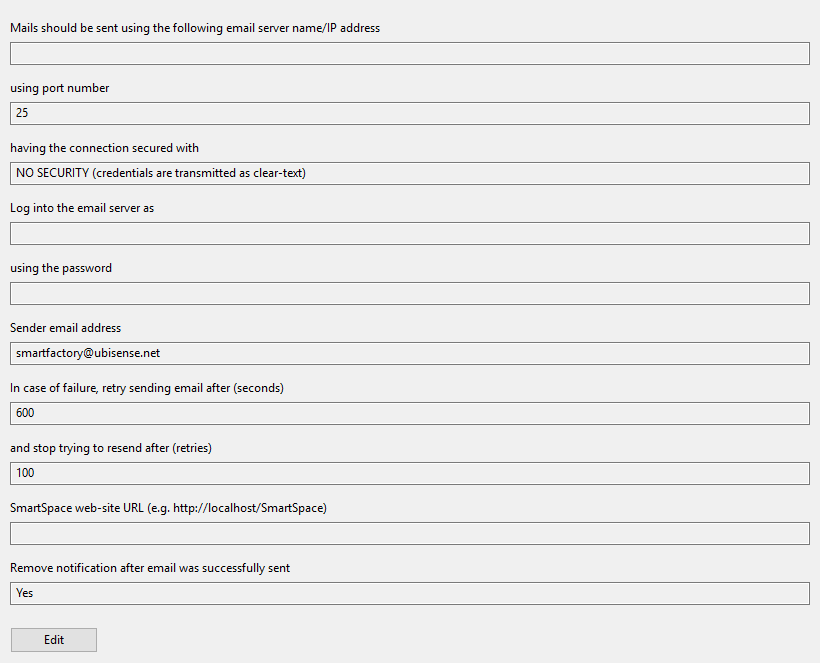 Mails should be sent using the following email server name/IP address
using port number
25
having the connection secured with
NO SECURITY (credentials are transmitted as clear-text)
Log into the email server as
using the password
Sender email address
smartfactory@ubisense.net
In case of failure, retry sending email after (seconds)
600
and stop trying to resend after (retries)
100
SmartSpace web-site URL (e.g. http://localhost/SmartSpace)
Remove notification after email was successfully sent
Yes
Edit